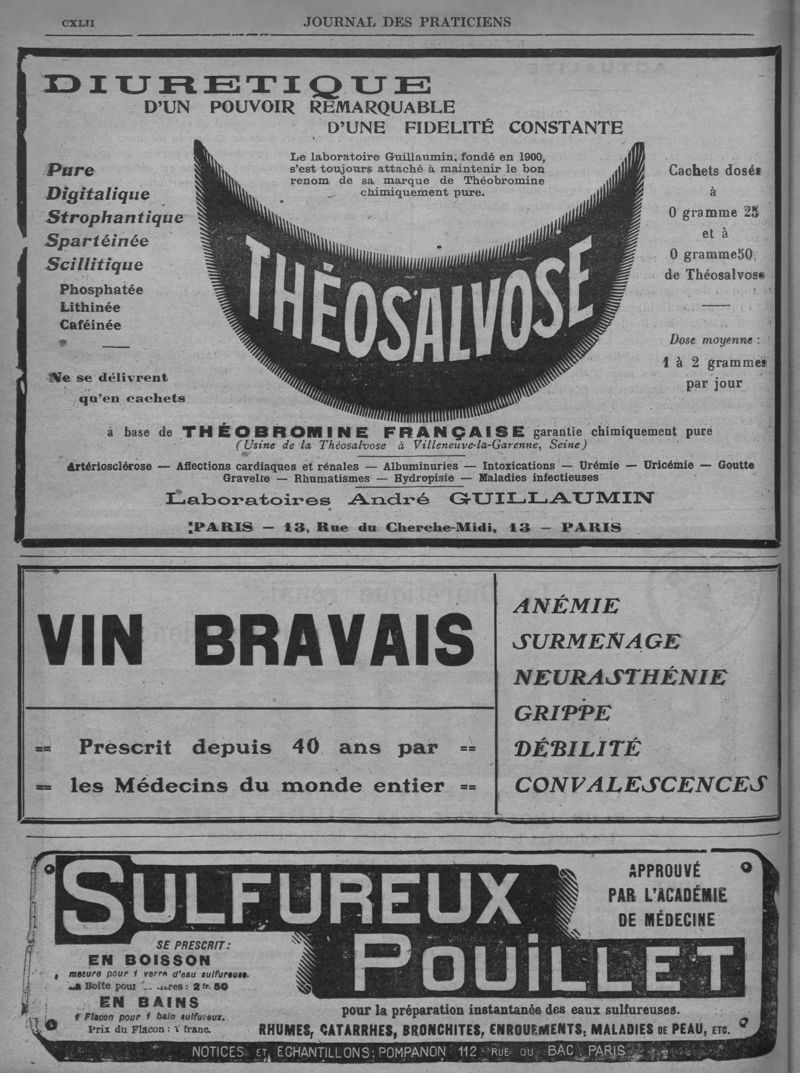 CXLII
JOURNAL DES PRATICIENS
DIURETIQUE
D'UN POUVOIR REMARQUABLE
D'UNE FIDELITÉ CONSTANTE
Le laboratoire Guillaumin, fondé en 1900,
s'est toujours attaché à maintenir le bon
renom de sa marque de Théobromine
chimiquement pure.
Pure
Digitalique
Strophantique
Spartéinée
Scillitique
Phosphatée
Lithinée
Caféinée
Ne se délivrent
qu'en cachets
THÉOSALVOSE
Cachets dosés
à
0 gramme 25
et à
0 gramme50
de Théosalvose
Dose moyenne :
1 à 2 grammes
par jour
à base de THÉOBROMINE FRANÇAISE garantie chimiquement pure
(Usine de la Théosalvose à Villeneuve-la-Garenne, Seine)
Artériosclérose — Affections cardiaques et rénales — Albuminuries — Intoxications — Urémie — Uricémie — Goutte
Gravelle — Rhumatismes — Hydropisie — Maladies infectieuses
Laboratoires André GUILLAUMIN
PARIS — 13, Rue du Cherche-Midi, 13 — PARIS
VIN BRAVAIS
== Prescrit depuis 40 ans par ==
== les Médecins du monde entier ==
ANÉMIE
SURMENAGE
NEURASTHÉNIE
GRIPPE
DÉBILITÉ
CONVALESCENCES
SULFUREUX
POUILLET
APPROUVÉ
PAR L'ACADÉMIE
DE MÉDECINE
SE PRESCRIT:
EN BOISSON
mesure pour 1 verre d'eau sulfureuse.
La Boîte pour : 2 fr. 50
EN BAINS
1 Flacon pour 1 bain sulfureux.
Prix du Flacon : 1 franc.
pour la préparation instantanée des eaux sulfureuses.
RHUMES, CATARRHES, BRONCHITES, ENROUEMENTS, MALADIES DE PEAU, ETC.
NOTICES ET ECHANTILLONS: POMPANON 112 RUE DU BAC PARIS